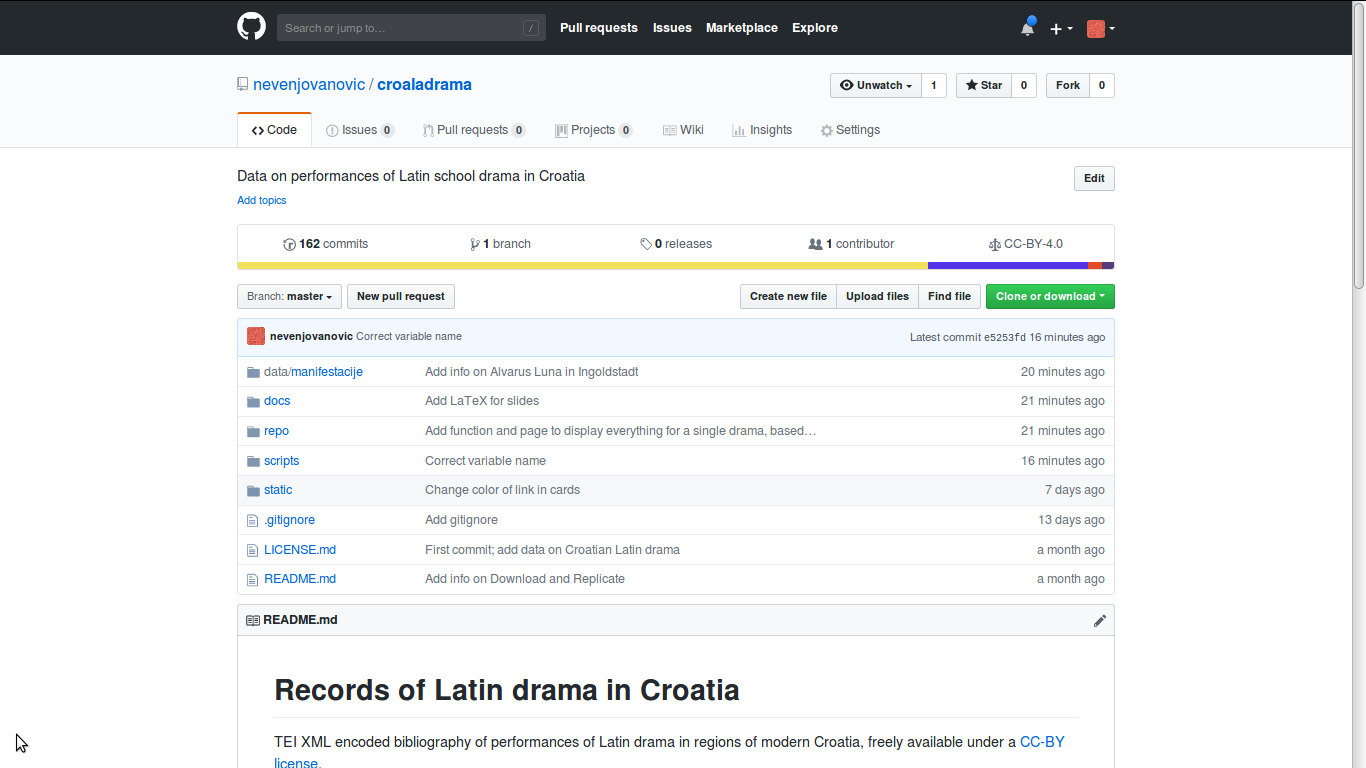 Search or jump to… / Pull requests Issues Marketplace Explore
nevenjovanovic / croaladrama Unwatch 1 Star 0 Fork 0
Code Issues 0 Pull requests 0 Projects 0 Wiki Insights Settings
Data on performances of Latin school drama in Croatia Edit
Add topics
162 commits 1 branch 0 releases 1 contributor CC-BY-4.0
Branch: master New pull request Create new file Upload files Find file Clone or download
nevenjovanovic Correct variable name Latest commit e5253fd 16 minutes ago
data/manifestacije Add info on Alvarus Luna in Ingoldstadt 20 minutes ago
docs Add LaTeX for slides 21 minutes ago
repo Add function and page to display everything for a single drama, based… 21 minutes ago
scripts Correct variable name 16 minutes ago
static Change color of link in cards 7 days ago
.gitignore Add gitignore 13 days ago
LICENSE.md First commit; add data on Croatian Latin drama a month ago
README.md Add info on Download and Replicate a month ago
README.md
Records of Latin drama in Croatia
TEI XML encoded bibliography of performances of Latin drama in regions of modern Croatia, freely available under a CC-BY
license.